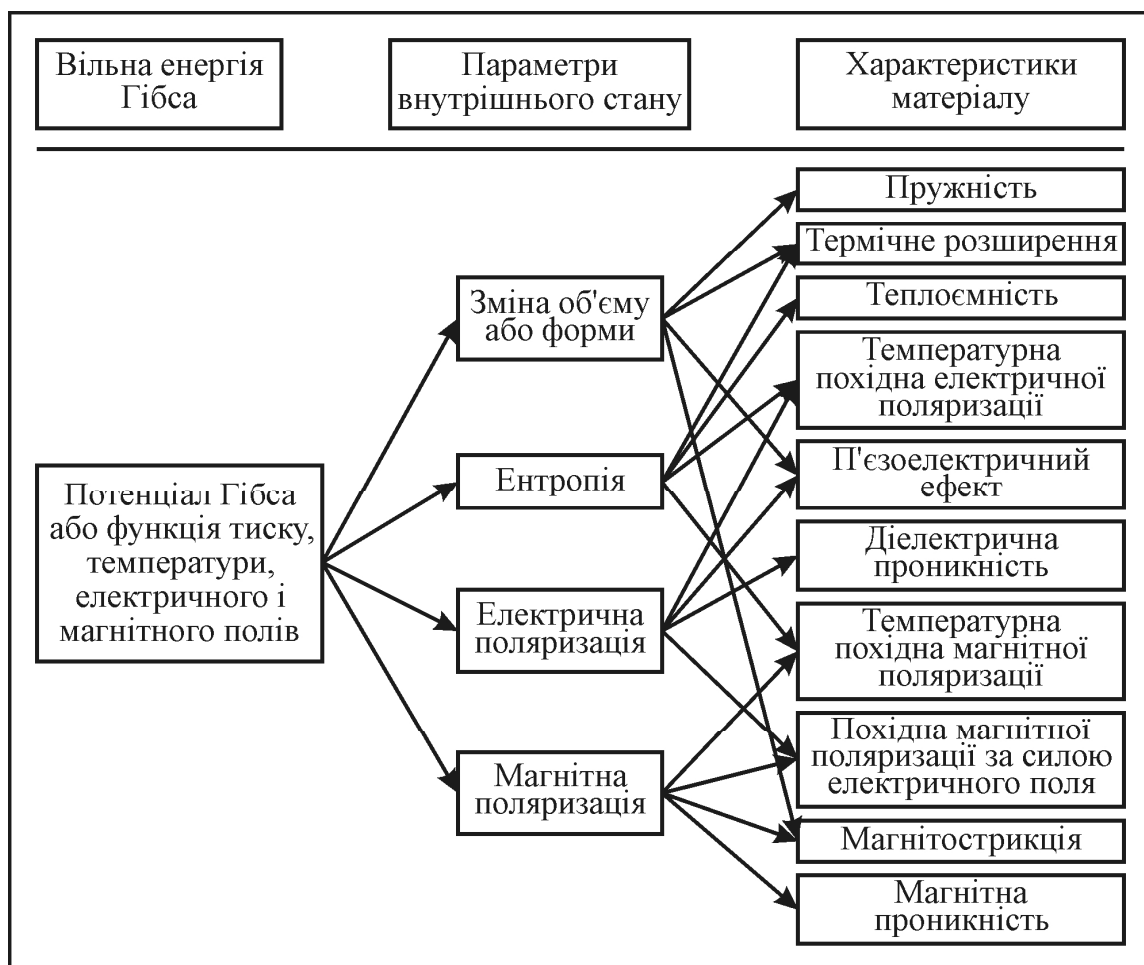 Вільна енергія
Гібса
Параметри
внутрішнього стану
Характеристики
матеріалу
Потенціал Гібса
або функція тиску,
температури,
електричного і
магнітного полів
Зміна об'єму
або форми
Ентропія
Електрична
поляризація
Магнітна
поляризація
Пружність
Термічне розширення
Теплоємність
Температурна
похідна електричної
поляризації
П'єзоелектричний
ефект
Діелектрична
проникність
Температурна
похідна магнітної
поляризації
Похідна магнітної
поляризації за силою
електричного поля
Магнітострикція
Магнітна
проникність